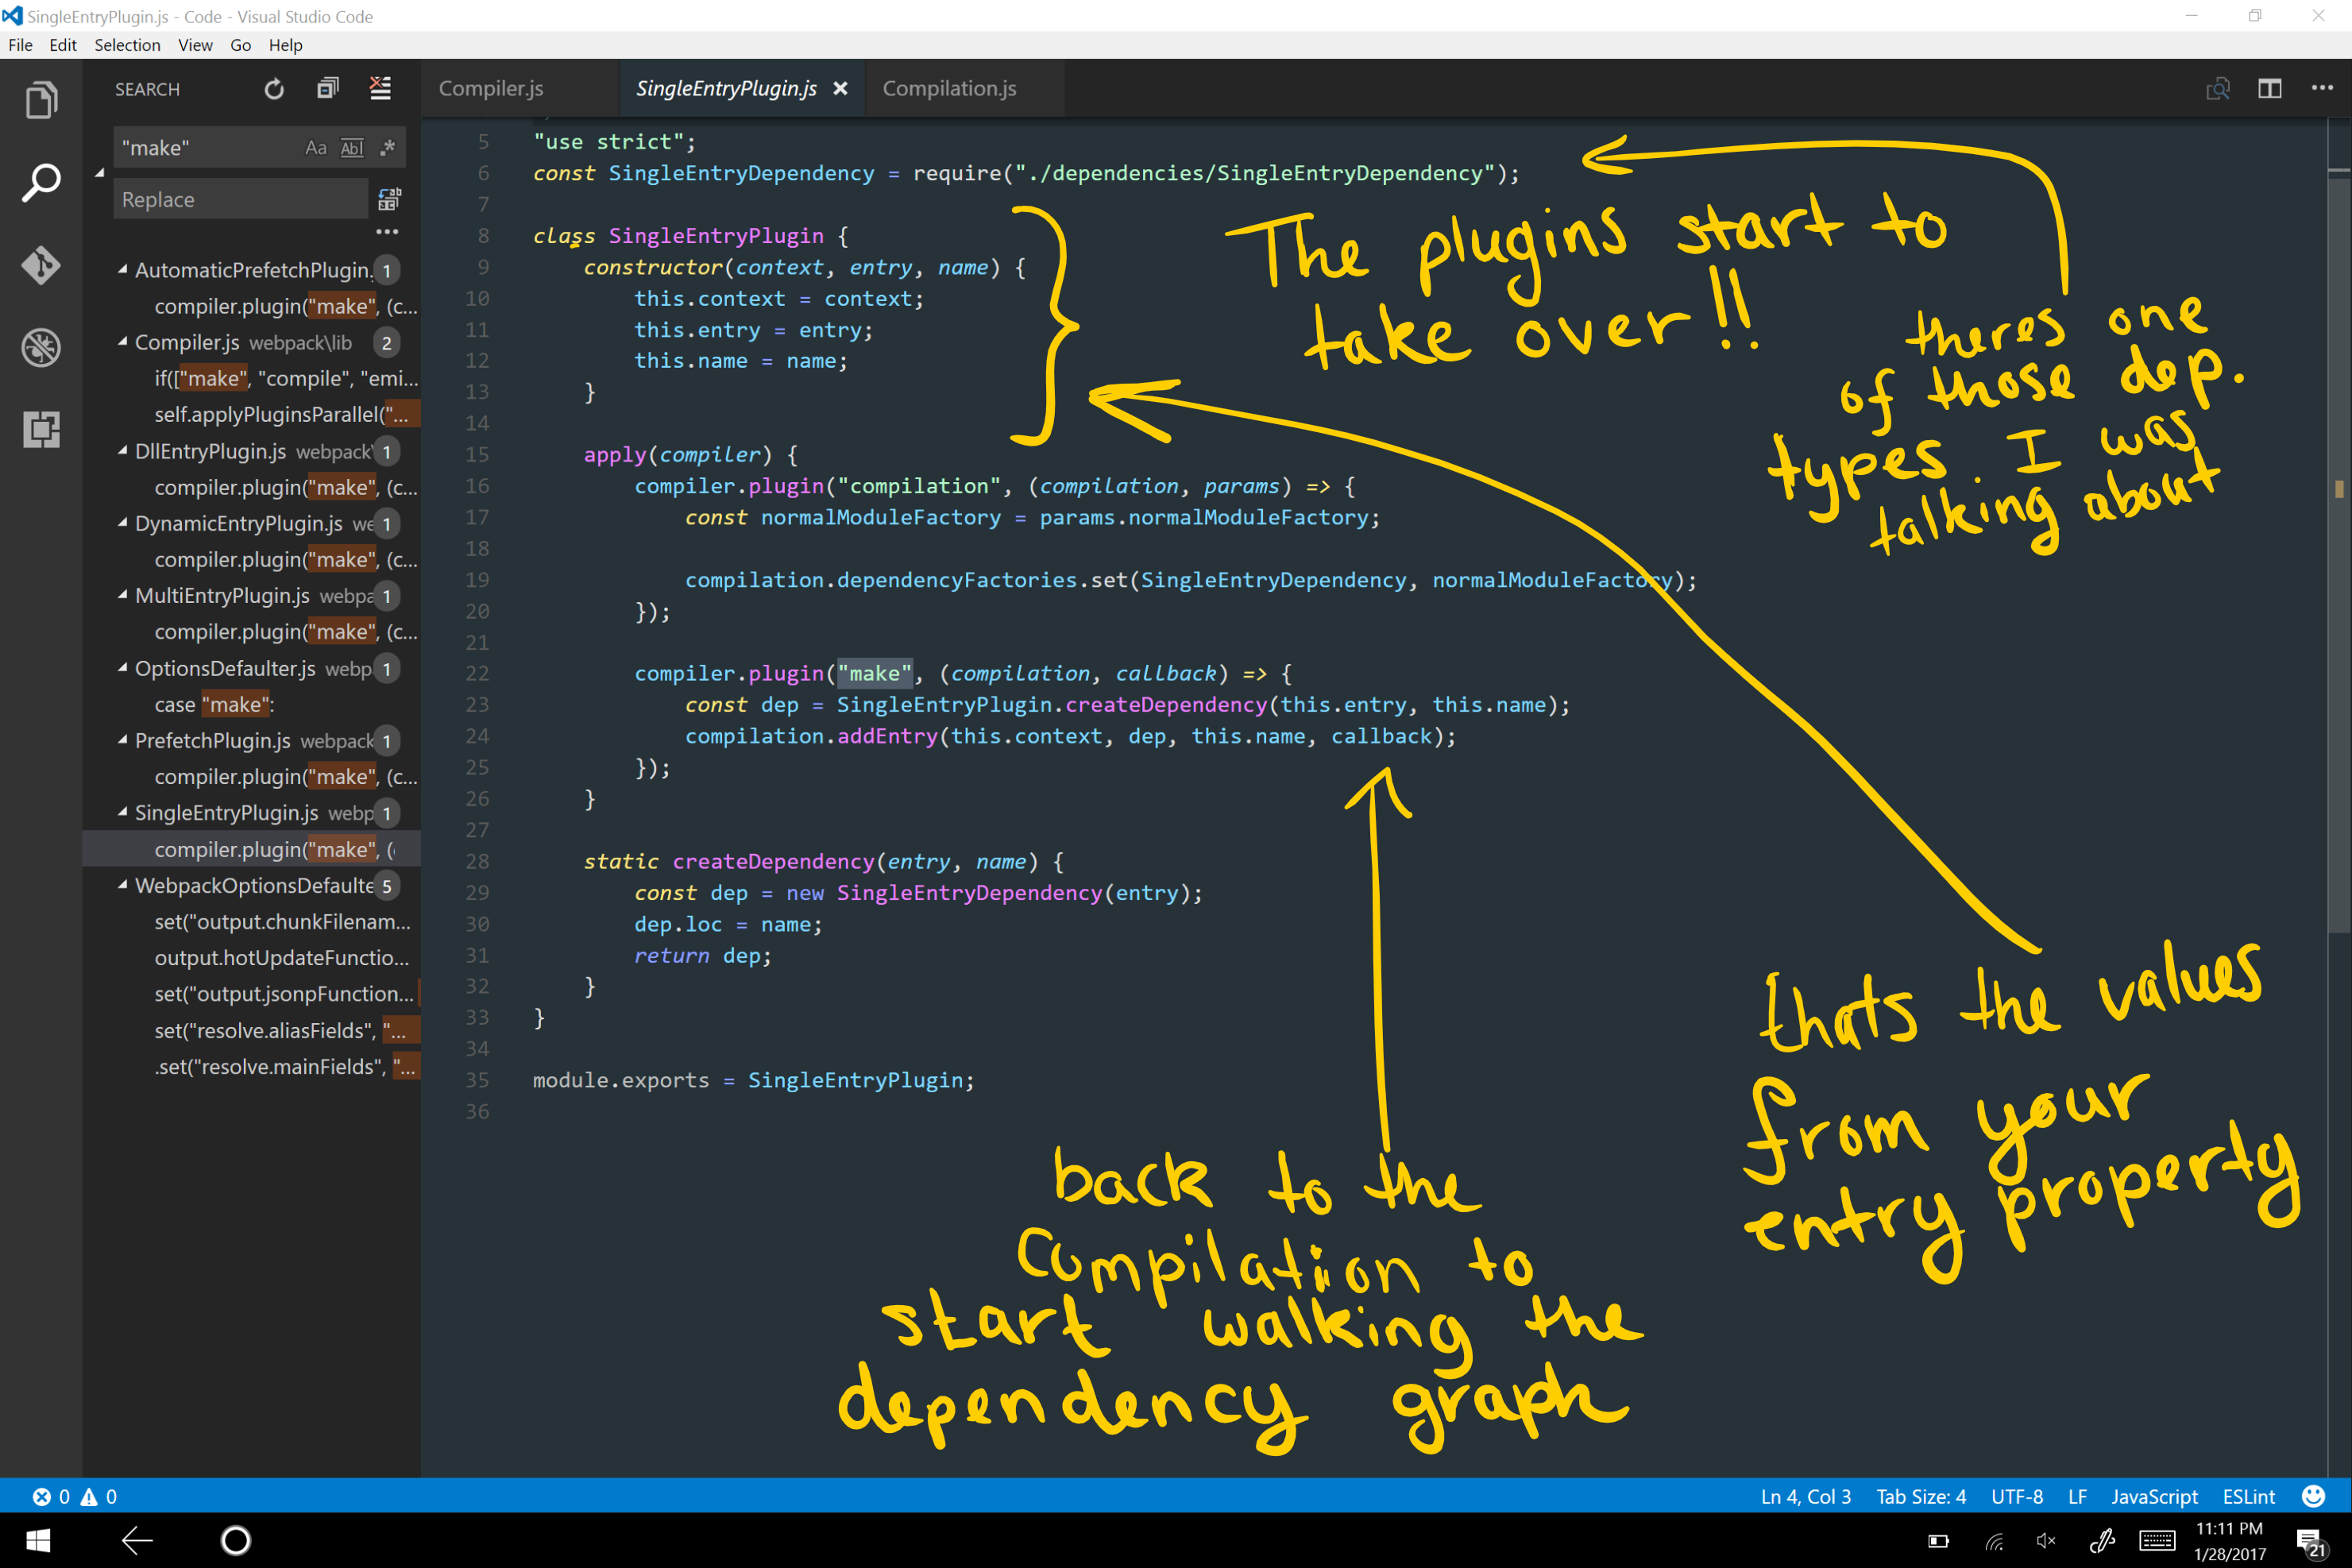 SingleEntryPlugin.js - Code - Visual Studio Code
File Edit Selection View Go Help
SEARCH
"make" Aa Abl .*
Replace
AutomaticPrefetchPlugin. 1
compiler.plugin("make", (c...
Compiler.js webpack\lib 2
if(["make", "compile", "emi...
self.applyPluginsParallel("...
DllEntryPlugin.js webpack\ 1
compiler.plugin("make", (c...
DynamicEntryPlugin.js we 1
compiler.plugin("make", (c...
MultiEntryPlugin.js webpa 1
compiler.plugin("make", (c...
OptionsDefaulter.js webp 1
case "make":
PrefetchPlugin.js webpack 1
compiler.plugin("make", (c...
SingleEntryPlugin.js webp 1
compiler.plugin("make", (
WebpackOptionsDefaulte 5
set("output.chunkFilenam...
output.hotUpdateFunctio...
set("output.jsonpFunction...
set("resolve.aliasFields", "...
.set("resolve.mainFields", "...
Compiler.js SingleEntryPlugin.js Compilation.js
5 "use strict";
6 const SingleEntryDependency = require("./dependencies/SingleEntryDependency");
7
8 class SingleEntryPlugin {
9 constructor(context, entry, name) {
10 this.context = context;
11 this.entry = entry;
12 this.name = name;
13 }
14
15 apply(compiler) {
16 compiler.plugin("compilation", (compilation, params) => {
17 const normalModuleFactory = params.normalModuleFactory;
18
19 compilation.dependencyFactories.set(SingleEntryDependency, normalModuleFactory);
20 });
21
22 compiler.plugin("make", (compilation, callback) => {
23 const dep = SingleEntryPlugin.createDependency(this.entry, this.name);
24 compilation.addEntry(this.context, dep, this.name, callback);
25 });
26 }
27
28 static createDependency(entry, name) {
29 const dep = new SingleEntryDependency(entry);
30 dep.loc = name;
31 return dep;
32 }
33 }
34
35 module.exports = SingleEntryPlugin;
36
The plugins start to
take over!!
theres one
of those dep.
types. I was
talking about
thats the values
from your
entry property
back to the
Compilation to
start walking the
dependency graph
0 0 Ln 4, Col 3 Tab Size: 4 UTF-8 LF JavaScript ESLint
11:11 PM
1/28/2017
21